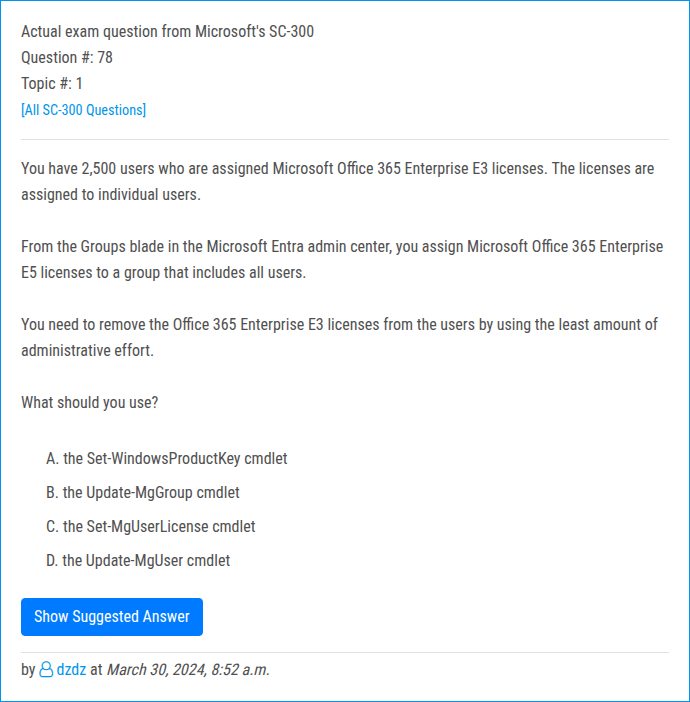 Actual exam question from Microsoft's SC-300
Question #: 78
Topic #: 1
[All SC-300 Questions]
You have 2,500 users who are assigned Microsoft Office 365 Enterprise E3 licenses. The licenses are
assigned to individual users.
From the Groups blade in the Microsoft Entra admin center, you assign Microsoft Office 365 Enterprise
E5 licenses to a group that includes all users.
You need to remove the Office 365 Enterprise E3 licenses from the users by using the least amount of
administrative effort.
What should you use?
A. the Set-WindowsProductKey cmdlet
B. the Update-MgGroup cmdlet
C. the Set-MgUserLicense cmdlet
D. the Update-MgUser cmdlet
Show Suggested Answer
by dzdz at March 30, 2024, 8:52 a.m.